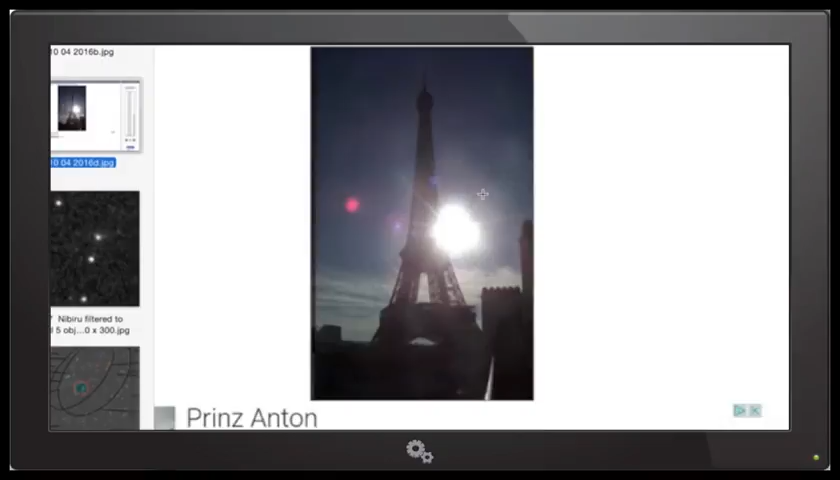 10 04 2016b.jpg
10 04 2016d.jpg
Nibiru filtered to
l 5 obj...0 x 300.jpg
Prinz Anton